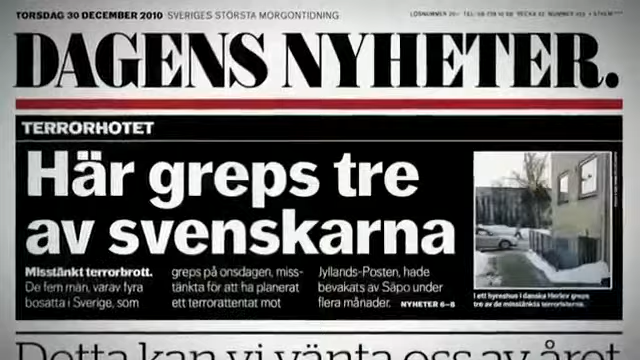 TORSDAG 30 DECEMBER 2010 SVERIGES STÖRSTA MORGONTIDNING
DAGENS NYHETER.
TERRORHOTET
Här greps tre
av svenskarna
Misstänkt terrorbrott.
De fem män, varav fyra
bosatta i Sverige, som
greps på onsdagen, miss-
tänkta för att ha planerat
ett terrorattentat mot
Jyllands-Posten, hade
bevakats av Säpo under
flera månader. NYHETER 6–8
I ett hyreshus i danska Herlev greps
tre av de misstänkta terroristerna.
Detta kan vi vänta oss av året